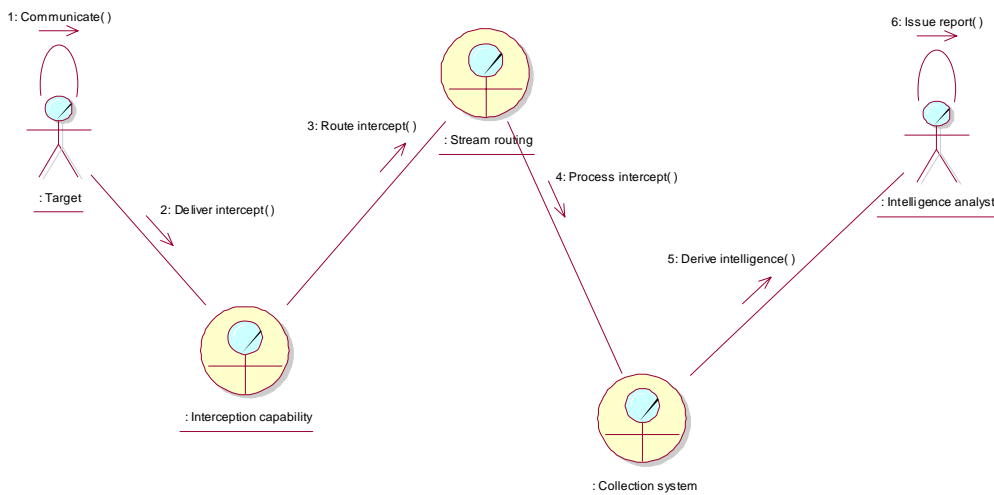 1: Communicate( )
6: Issue report( )
3: Route intercept( )
: Stream routing
4: Process intercept( )
: Target
2: Deliver intercept( )
: Intelligence analyst
5: Derive intelligence( )
: Interception capability
: Collection system